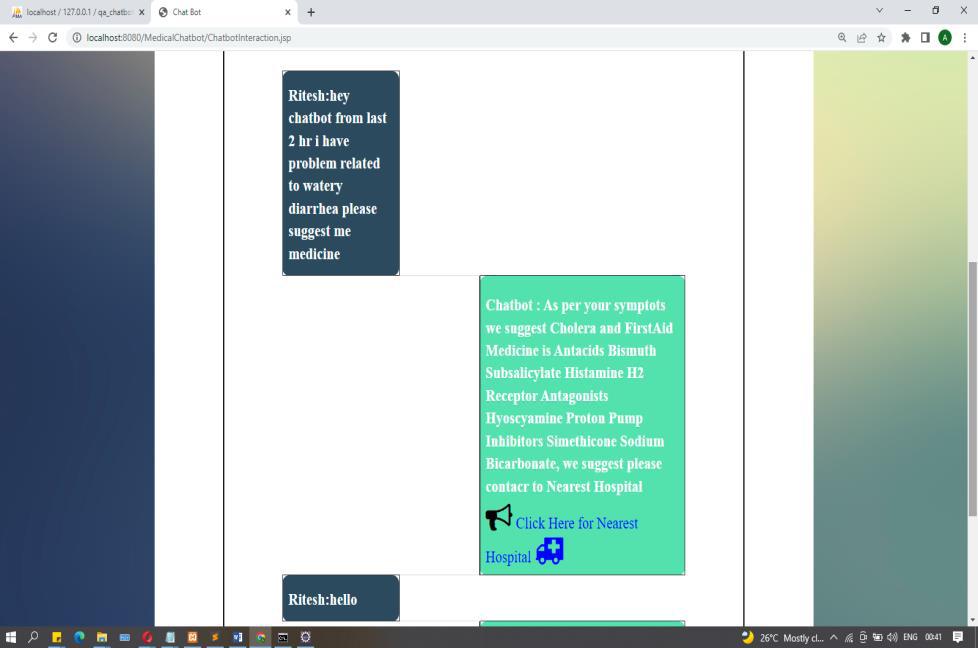 localhost / 127.0.0.1 / qa_chatbo
Chat Bot
localhost:8080/MedicalChatbot/ChatbotInteraction.jsp
A
Ritesh:hey
chatbot from last
2 hr i have
problem related
to watery
diarrhea please
suggest me
medicine
Chatbot : As per your symptots
we suggest Cholera and FirstAid
Medicine is Antacids Bismuth
Subsalicylate Histamine H2
Receptor Antagonists
Hyoscyamine Proton Pump
Inhibitors Simethicone Sodium
Bicarbonate, we suggest please
contacr to Nearest Hospital
Click Here for Nearest
Hospital
Ritesh:hello
26°C Mostly cl... ENG 00:41